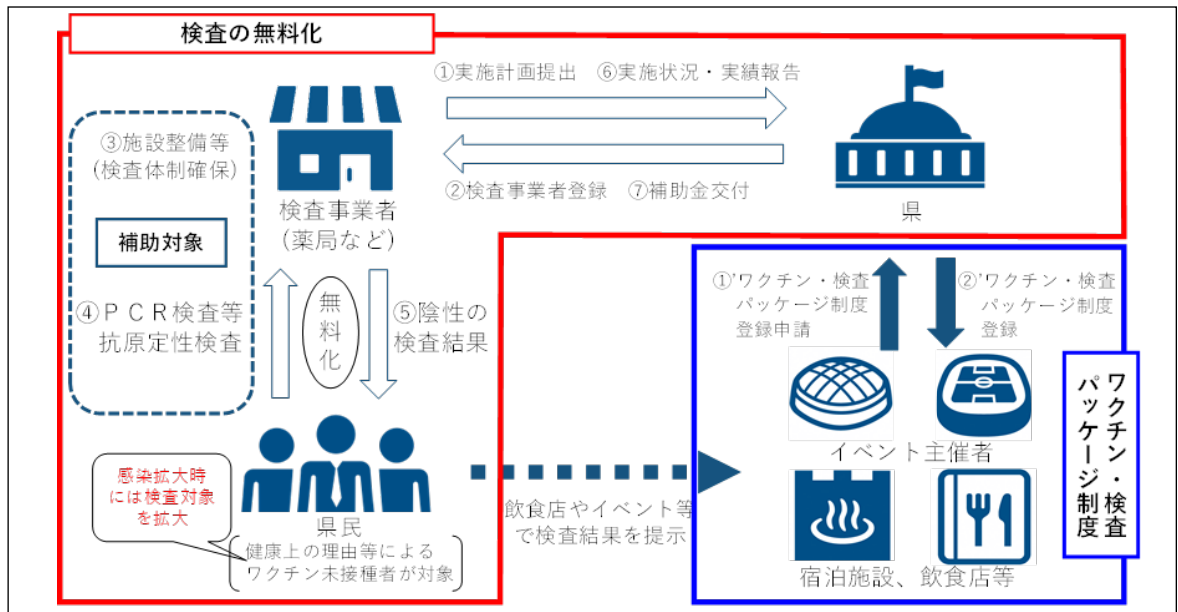 検査の無料化
①実施計画提出 ⑥実施状況・実績報告
②検査事業者登録 ⑦補助金交付
県
検査事業者
(薬局など)
③施設整備等
(検査体制確保)
補助対象
④ＰＣＲ検査等
抗原定性検査
無料化
⑤陰性の
検査結果
感染拡大時
には検査対象
を拡大
県民
健康上の理由等による
ワクチン未接種者が対象
飲食店やイベント等
で検査結果を提示
①'ワクチン・検査
パッケージ制度
登録申請
②'ワクチン・検査
パッケージ制度
登録
イベント主催者
宿泊施設、飲食店等
ワクチン・検査
パッケージ制度